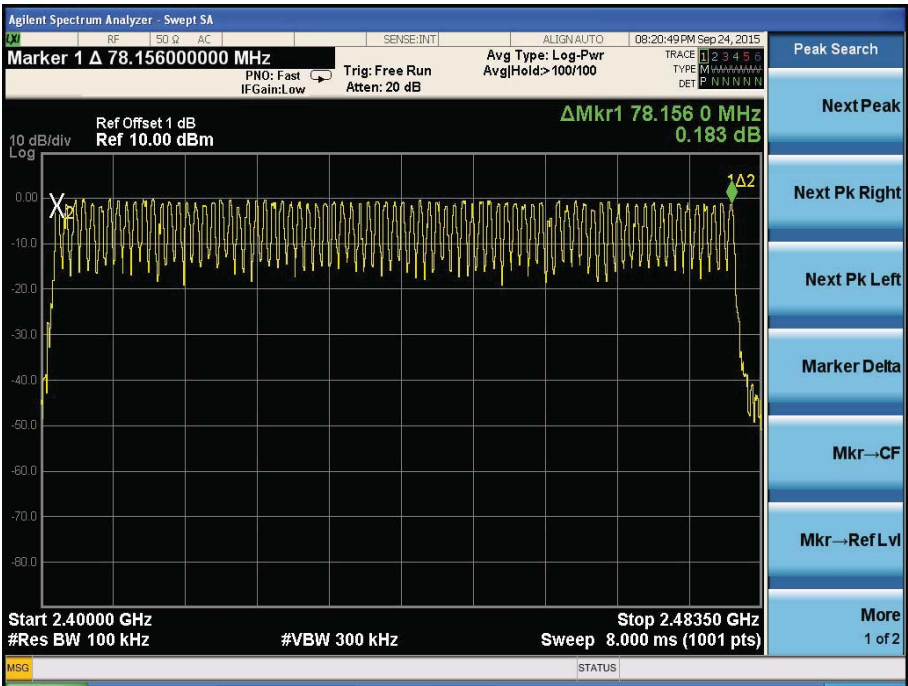 Agilent Spectrum Analyzer - Swept SA
RF 50 Ω AC SENSE:INT ALIGN AUTO 08:20:49 PM Sep 24, 2015
Marker 1 Δ 78.156000000 MHz
PNO: Fast
IFGain:Low
Trig: Free Run
Atten: 20 dB
Avg Type: Log-Pwr
Avg|Hold:>100/100
TRACE 1 2 3 4 5 6
TYPE M
DET P N N N N N
Peak Search
Next Peak
Next Pk Right
Next Pk Left
Marker Delta
Mkr→CF
Mkr→Ref Lvl
More
1 of 2
ΔMkr1 78.156 0 MHz
0.183 dB
Ref Offset 1 dB
10 dB/div Ref 10.00 dBm
Log
1Δ2
0.00
X2
-10.0
-20.0
-30.0
-40.0
-50.0
-60.0
-70.0
-80.0
Start 2.40000 GHz Stop 2.48350 GHz
#Res BW 100 kHz #VBW 300 kHz Sweep 8.000 ms (1001 pts)
MSG STATUS